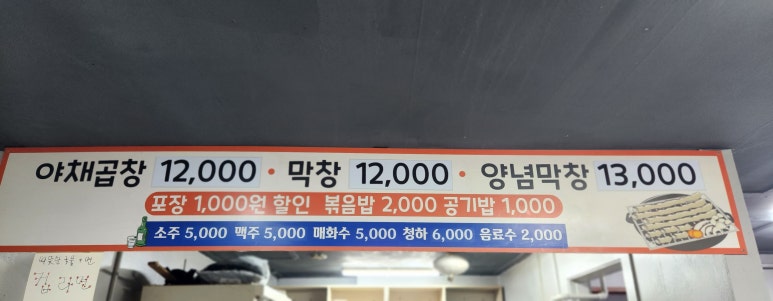 야채곱창 12,000 · 막창 12,000 · 양념막창 13,000
포장 1,000원 할인 볶음밥 2,000 공기밥 1,000
소주 5,000 맥주 5,000 매화수 5,000 청하 6,000 음료수 2,000